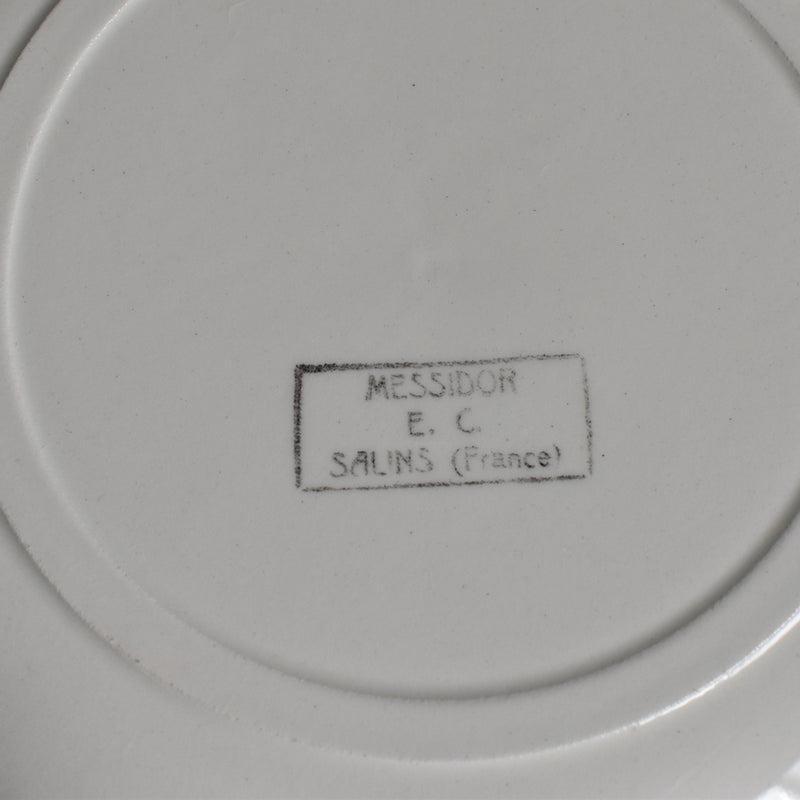 MESSIDOR
E. C.
SALINS (France)